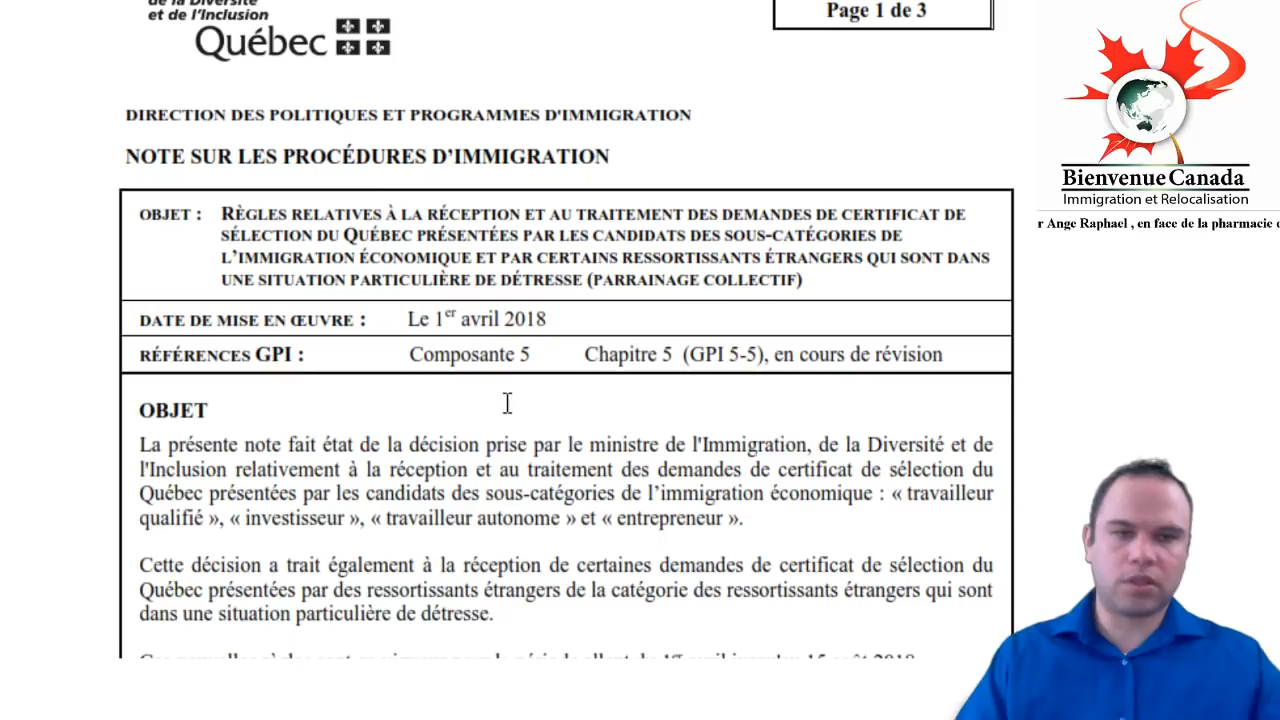 de la Diversité
et de l'Inclusion
Québec
Page 1 de 3
DIRECTION DES POLITIQUES ET PROGRAMMES D'IMMIGRATION
NOTE SUR LES PROCÉDURES D'IMMIGRATION
OBJET : RÈGLES RELATIVES À LA RÉCEPTION ET AU TRAITEMENT DES DEMANDES DE CERTIFICAT DE
SÉLECTION DU QUÉBEC PRÉSENTÉES PAR LES CANDIDATS DES SOUS-CATÉGORIES DE
L'IMMIGRATION ÉCONOMIQUE ET PAR CERTAINS RESSORTISSANTS ÉTRANGERS QUI SONT DANS
UNE SITUATION PARTICULIÈRE DE DÉTRESSE (PARRAINAGE COLLECTIF)
DATE DE MISE EN ŒUVRE : Le 1er avril 2018
RÉFÉRENCES GPI : Composante 5 Chapitre 5 (GPI 5-5), en cours de révision
OBJET
La présente note fait état de la décision prise par le ministre de l'Immigration, de la Diversité et de
l'Inclusion relativement à la réception et au traitement des demandes de certificat de sélection du
Québec présentées par les candidats des sous-catégories de l'immigration économique : « travailleur
qualifié », « investisseur », « travailleur autonome » et « entrepreneur ».
Cette décision a trait également à la réception de certaines demandes de certificat de sélection du
Québec présentées par des ressortissants étrangers de la catégorie des ressortissants étrangers qui sont
dans une situation particulière de détresse.
Bienvenue Canada
Immigration et Relocalisation
r Ange Raphael , en face de la pharmacie